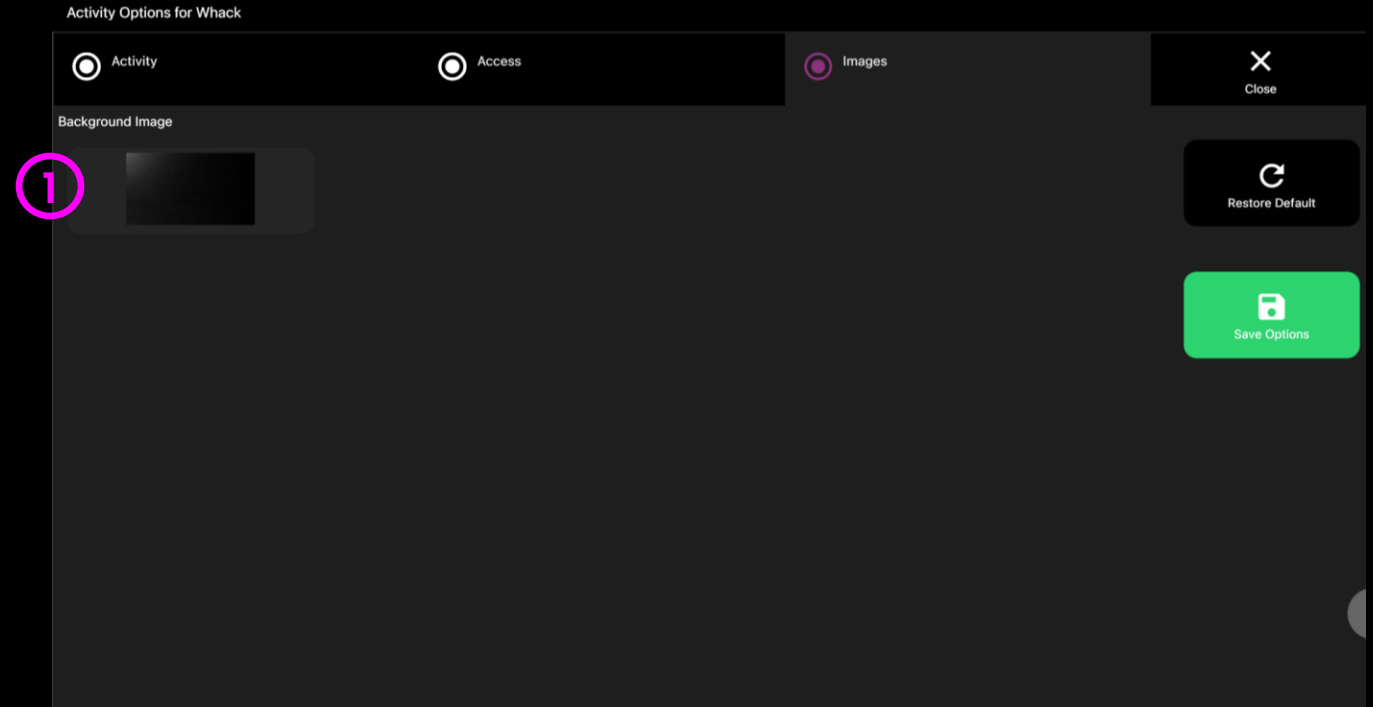 Activity Options for Whack
Activity
Access
Images
Close
Background Image
1
Restore Default
Save Options